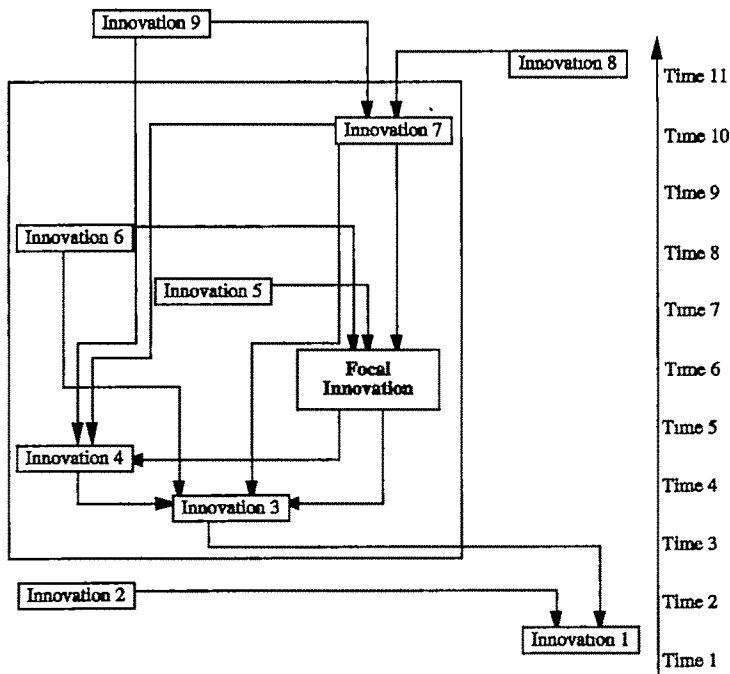 Innovation 9
Innovation 8
Time 11
Innovation 7
Time 10
Time 9
Innovation 6
Time 8
Innovation 5
Time 7
Focal
Innovation
Time 6
Time 5
Innovation 4
Time 4
Innovation 3
Time 3
Innovation 2
Time 2
Innovation 1
Time 1